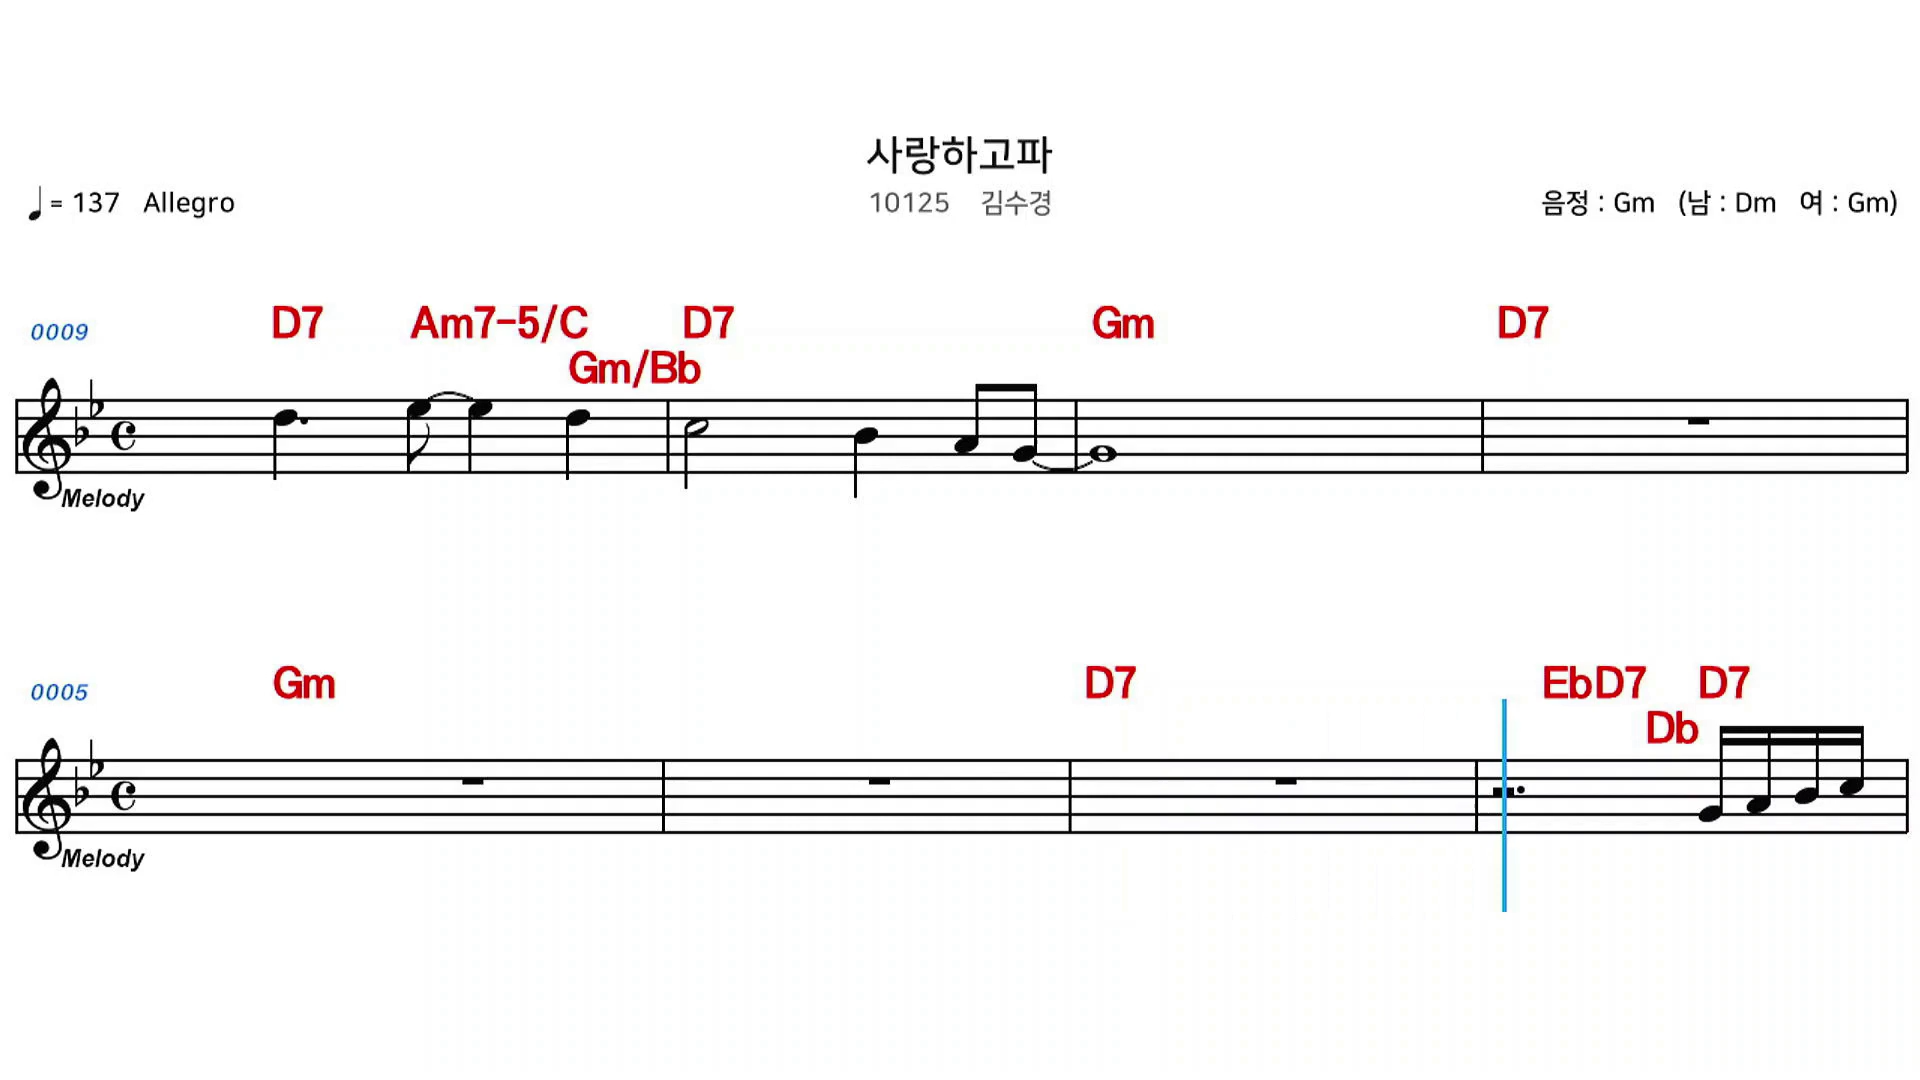 사랑하고파
♩ = 137 Allegro
10125 김수경
음정 : Gm (남 : Dm 여 : Gm)
0009 D7 Am7-5/C D7 Gm D7
Gm/Bb
Melody
0005 Gm D7 EbD7 D7
Db
Melody